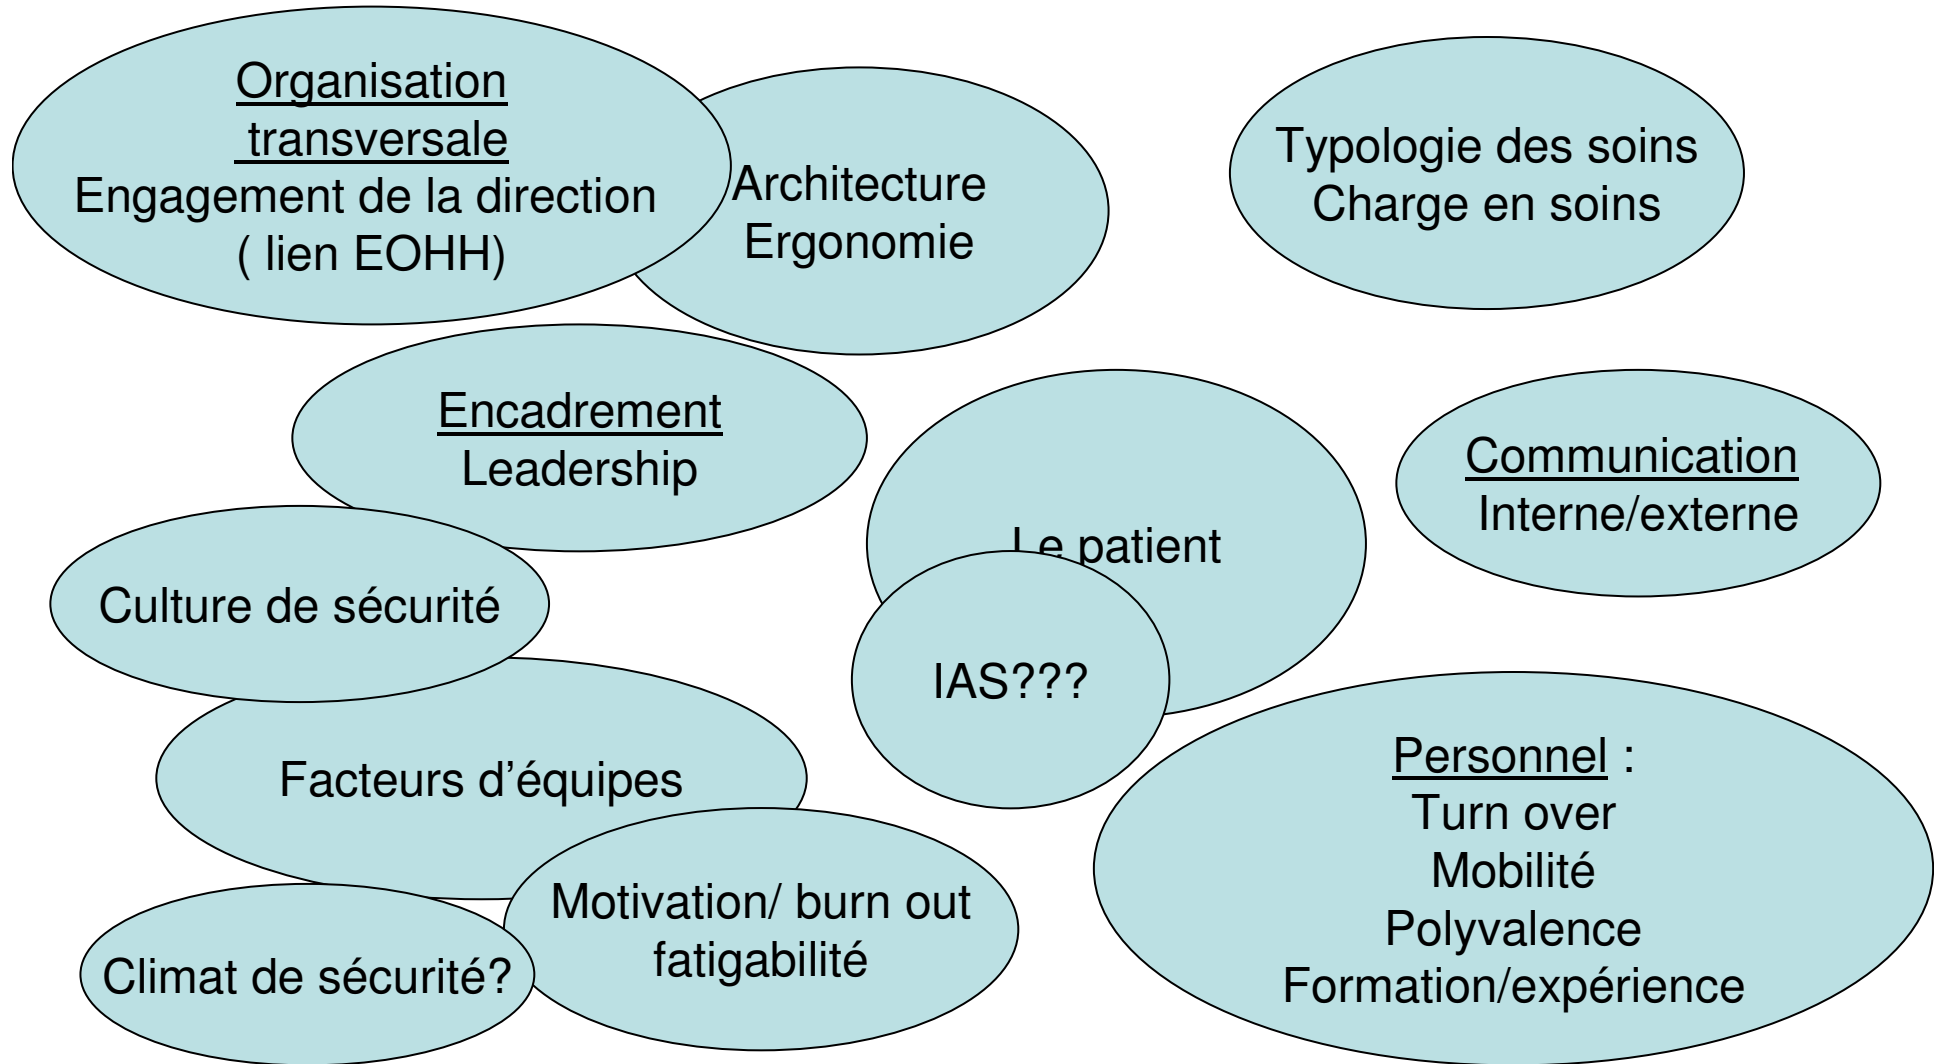 Organisation
transversale
Engagement de la direction
( lien EOHH)
Architecture
Ergonomie
Typologie des soins
Charge en soins
Encadrement
Leadership
Le patient
Communication
Interne/externe
Culture de sécurité
IAS???
Facteurs d’équipes
Personnel :
Turn over
Mobilité
Polyvalence
Formation/expérience
Motivation/ burn out
fatigabilité
Climat de sécurité?